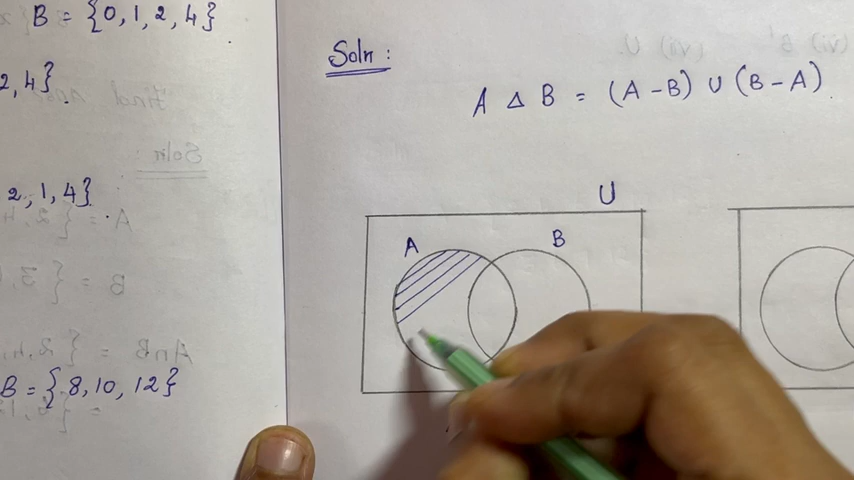 B = {0, 1, 2, 4}
2, 4}
2, 1, 4}
B = {8, 10, 12}
Soln :
A Δ B = (A - B) ∪ (B - A)
U
A B